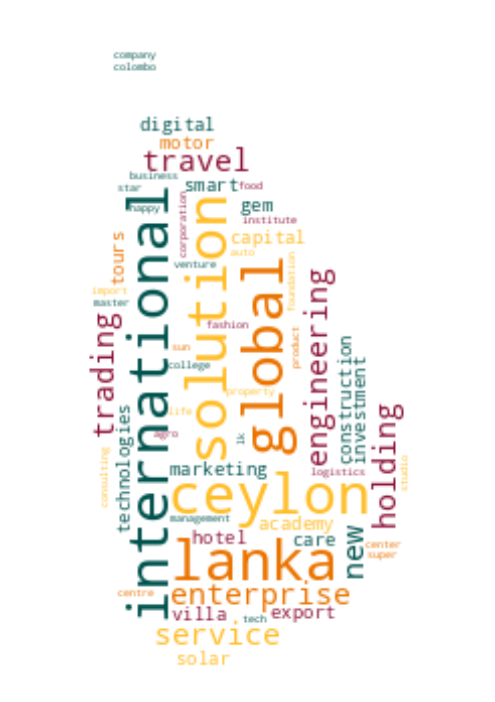 company
colombo
digital
motor
travel
business
star
smart
food
happy
corporation
gem
institute
international
solution
capital
tours
auto
venture
global
foundation
import
master
engineering
trading
fashion
product
sun
construction
investment
college
property
life
holding
technologies
agro
lk
consulting
marketing
logistics
studio
ceylon
management
academy
new
hotel
care
center
super
lanka
centre
enterprise
villa
tech
export
service
solar